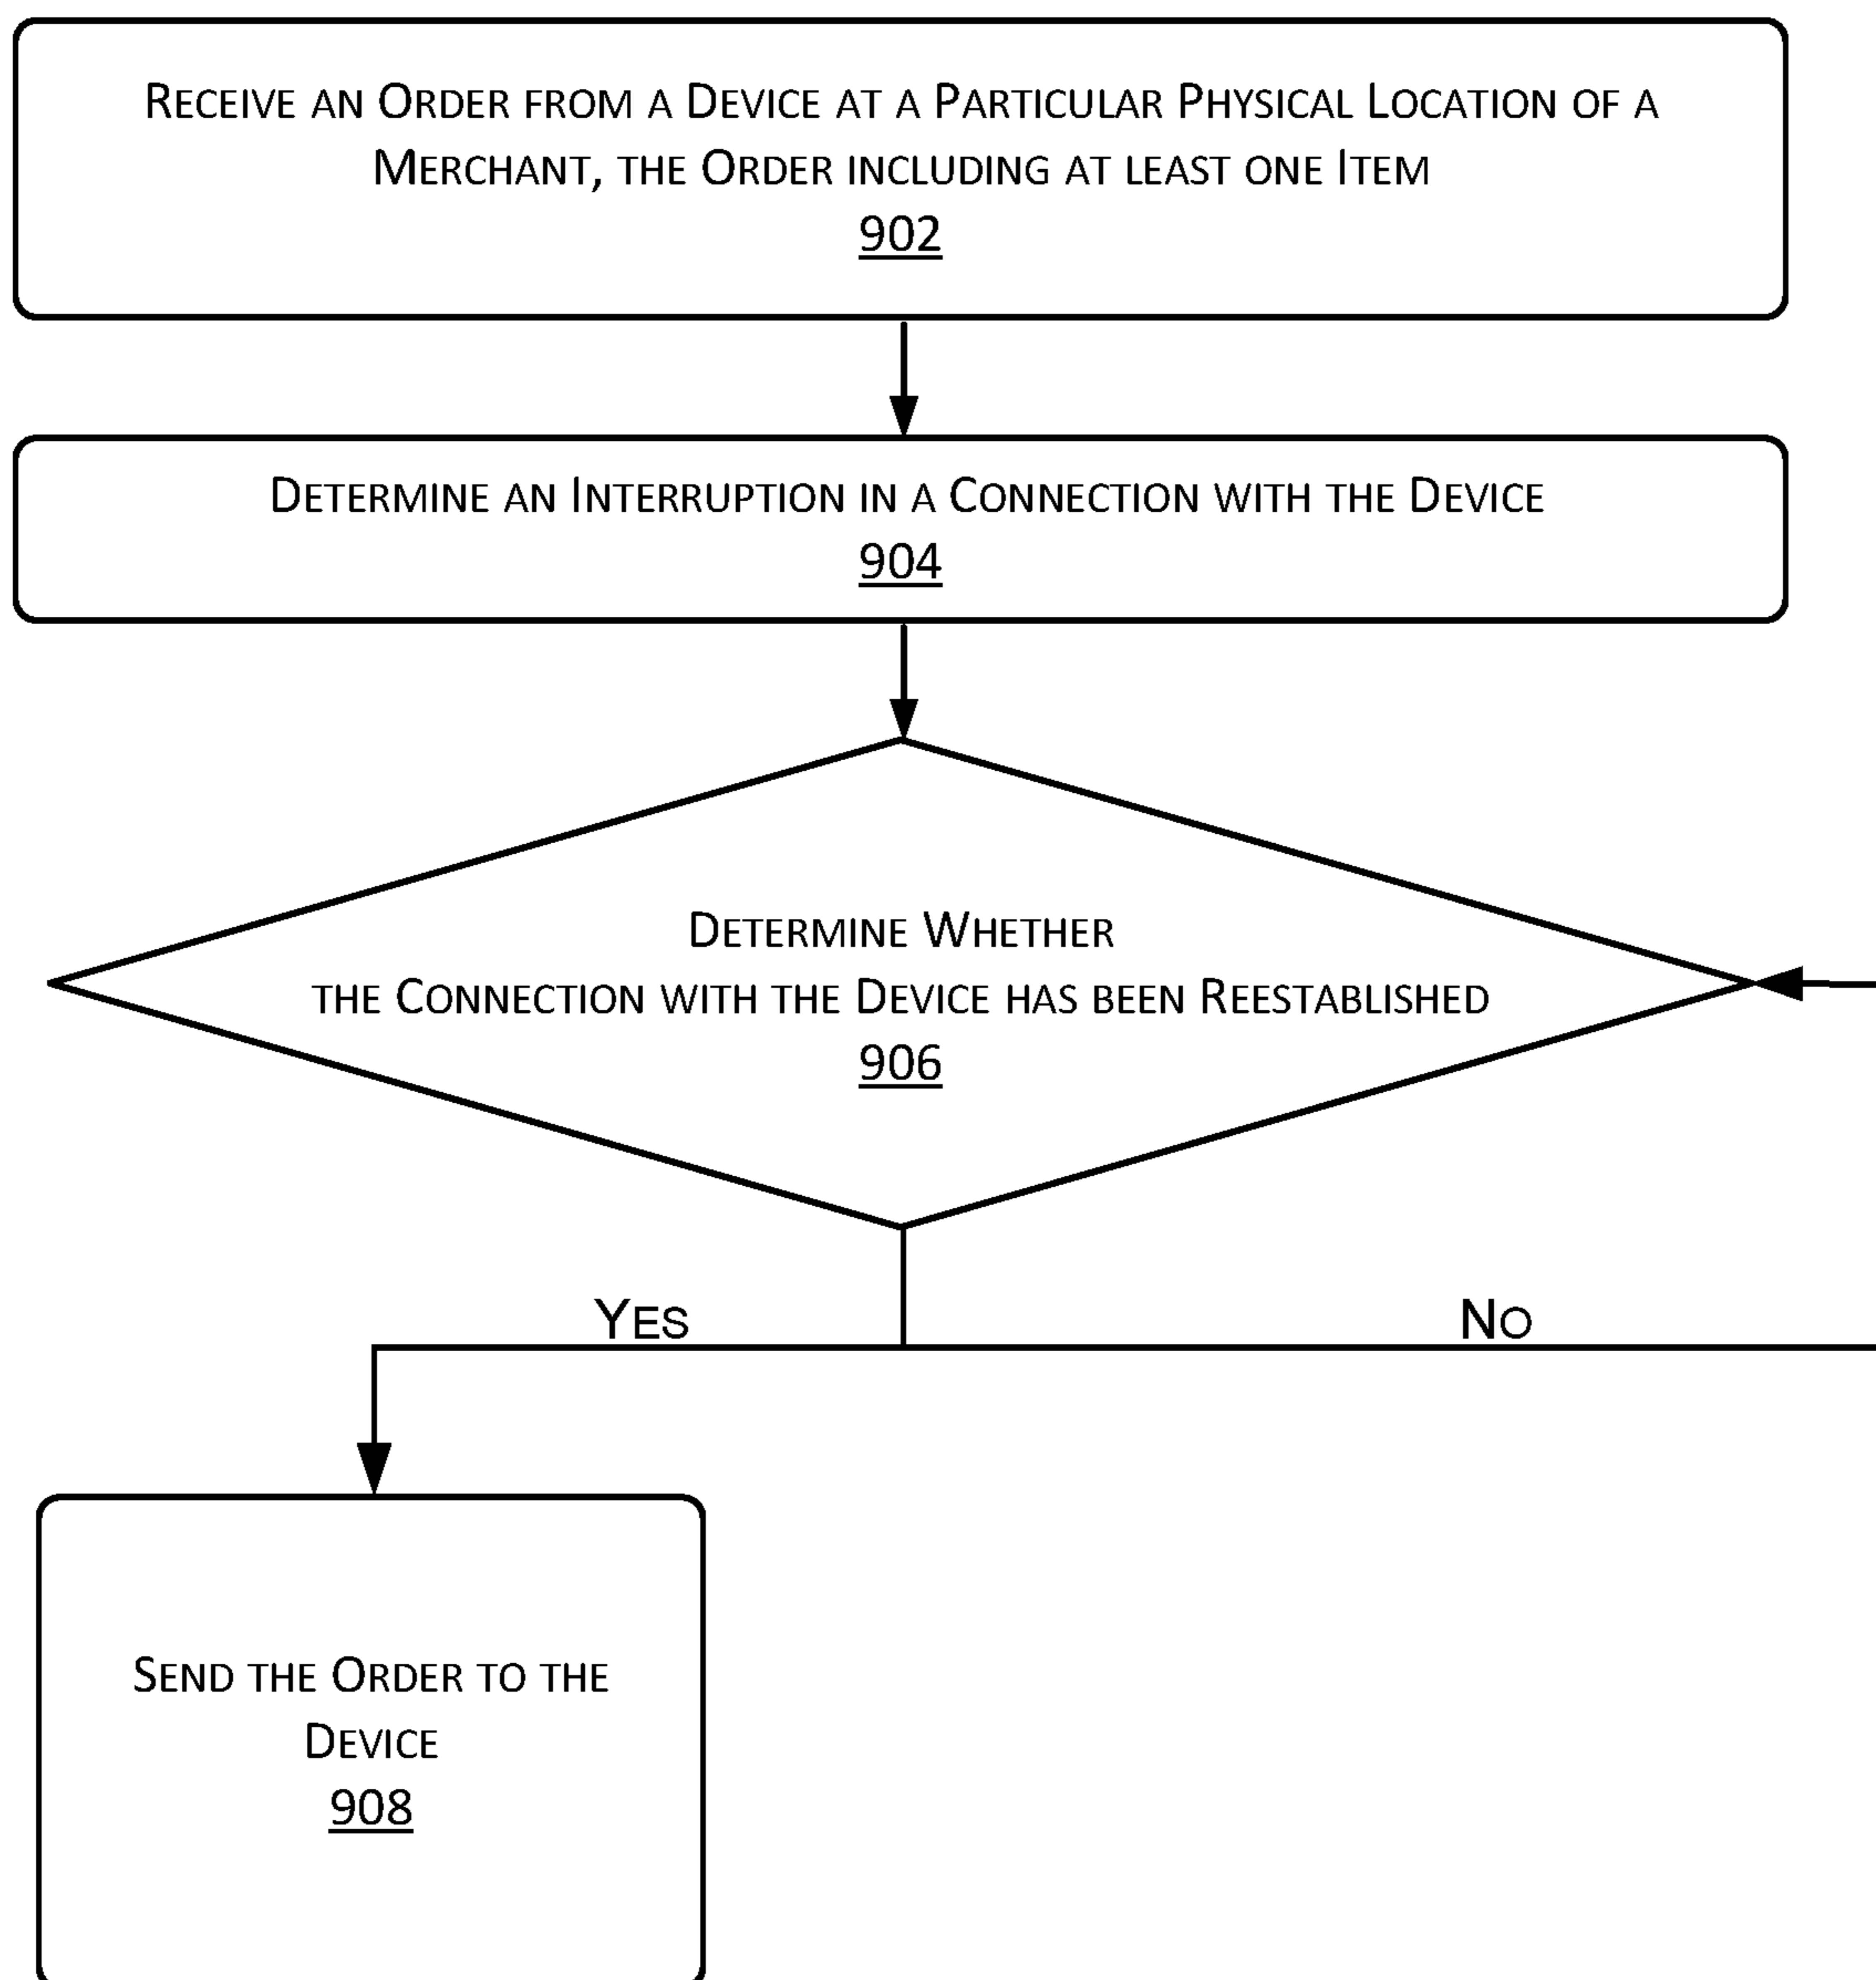 Receive an Order from a Device at a Particular Physical Location of a
Merchant, the Order including at least one Item
902
Determine an Interruption in a Connection with the Device
904
Determine Whether
the Connection with the Device has been Reestablished
906
Yes
No
Send the Order to the
Device
908